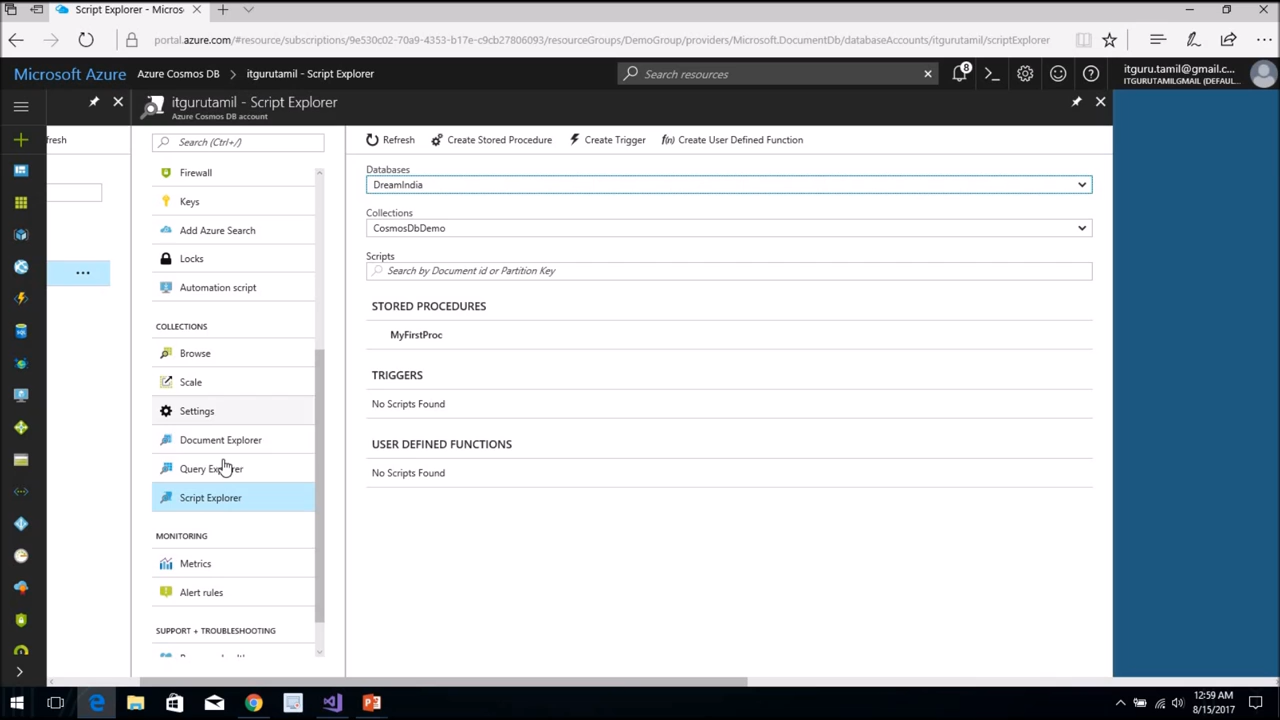 Script Explorer - Micros
portal.azure.com/#resource/subscriptions/9e530c02-70a9-4353-b17e-c9cb27806093/resourceGroups/DemoGroup/providers/Microsoft.DocumentDb/databaseAccounts/itgurutamil/scriptExplorer
Microsoft Azure Azure Cosmos DB > itgurutamil - Script Explorer
Search resources
8
itguru.tamil@gmail.c...
ITGURUTAMILGMAIL (DEFAUL...
itgurutamil - Script Explorer
Azure Cosmos DB account
fresh
Search (Ctrl+/)
Firewall
Keys
Add Azure Search
Locks
Automation script
COLLECTIONS
Browse
Scale
Settings
Document Explorer
Query Explorer
Script Explorer
MONITORING
Metrics
Alert rules
SUPPORT + TROUBLESHOOTING
Refresh Create Stored Procedure Create Trigger f(x) Create User Defined Function
Databases
DreamIndia
Collections
CosmosDbDemo
Scripts
Search by Document id or Partition Key
STORED PROCEDURES
MyFirstProc
TRIGGERS
No Scripts Found
USER DEFINED FUNCTIONS
No Scripts Found
12:59 AM
8/15/2017